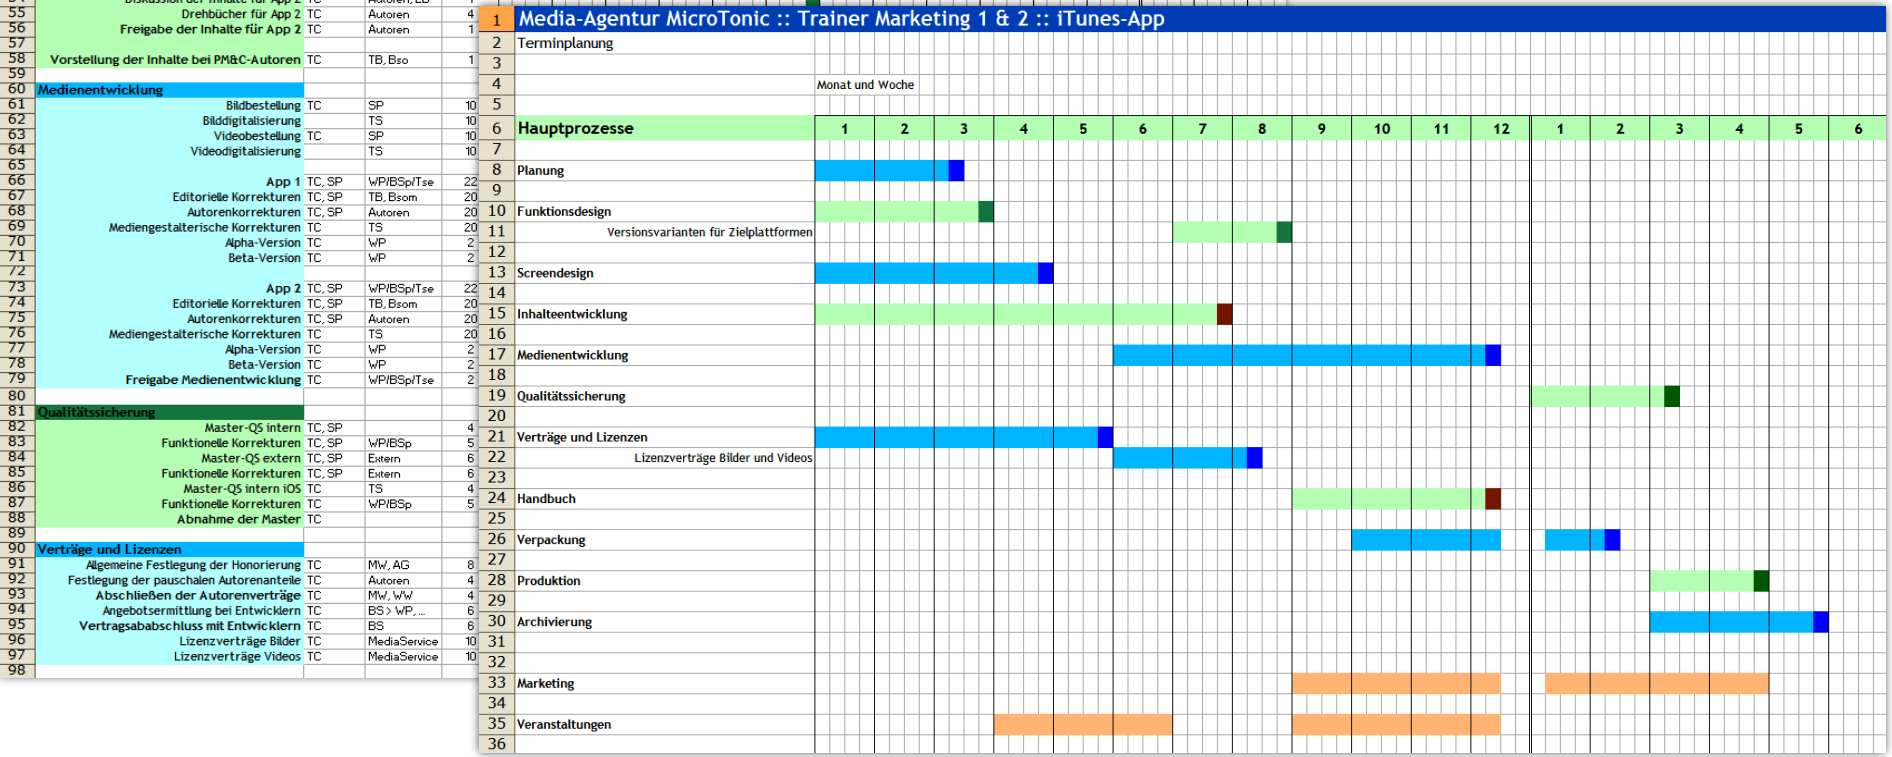 Diskussion der Inhalte für App 2 TC Autoren, EB
55 Drehbücher für App 2 TC Autoren 4
56 Freigabe der Inhalte für App 2 TC Autoren 1
57
58 Vorstellung der Inhalte bei PM&C-Autoren TC TB, Bso 1
59
60 Medienentwicklung
61 Bildbestellung TC SP 10
62 Bilddigitalisierung TS 10
63 Videobestellung TC SP 10
64 Videodigitalisierung TS 10
65
66 App 1 TC, SP WP/BSp/Tse 22
67 Editorielle Korrekturen TC, SP TB, Bsom 20
68 Autorenkorrekturen TC, SP Autoren 20
69 Mediengestalterische Korrekturen TC TS 20
70 Alpha-Version TC WP 2
71 Beta-Version TC WP 2
72
73 App 2 TC, SP WP/BSp/Tse 22
74 Editorielle Korrekturen TC, SP TB, Bsom 20
75 Autorenkorrekturen TC, SP Autoren 20
76 Mediengestalterische Korrekturen TC TS 20
77 Alpha-Version TC WP 2
78 Beta-Version TC WP 2
79 Freigabe Medienentwicklung TC WP/BSp/Tse 2
80
81 Qualitätssicherung
82 Master-QS intern TC, SP 4
83 Funktionelle Korrekturen TC, SP WP/BSp 5
84 Master-QS extern TC, SP Extern 6
85 Funktionelle Korrekturen TC, SP Extern 6
86 Master-QS intern iOS TC TS 4
87 Funktionelle Korrekturen TC WP/BSp 5
88 Abnahme der Master TC
89
90 Verträge und Lizenzen
91 Allgemeine Festlegung der Honorierung TC MW, AG 8
92 Festlegung der pauschalen Autorenanteile TC Autoren 4
93 Abschließen der Autorenverträge TC MW, WW 4
94 Angebotsermittlung bei Entwicklern TC BS > WP, ... 6
95 Vertragsababschluss mit Entwicklern TC BS 6
96 Lizenzverträge Bilder TC MediaService 10
97 Lizenzverträge Videos TC MediaService 10
98
1 Media-Agentur MicroTonic :: Trainer Marketing 1 & 2 :: iTunes-App
2 Terminplanung
3
4 Monat und Woche
5
6 Hauptprozesse 1 2 3 4 5 6 7 8 9 10 11 12 1 2 3 4 5 6
7
8 Planung
9
10 Funktionsdesign
11 Versionsvarianten für Zielplattformen
12
13 Screendesign
14
15 Inhalteentwicklung
16
17 Medienentwicklung
18
19 Qualitätssicherung
20
21 Verträge und Lizenzen
22 Lizenzverträge Bilder und Videos
23
24 Handbuch
25
26 Verpackung
27
28 Produktion
29
30 Archivierung
31
32
33 Marketing
34
35 Veranstaltungen
36